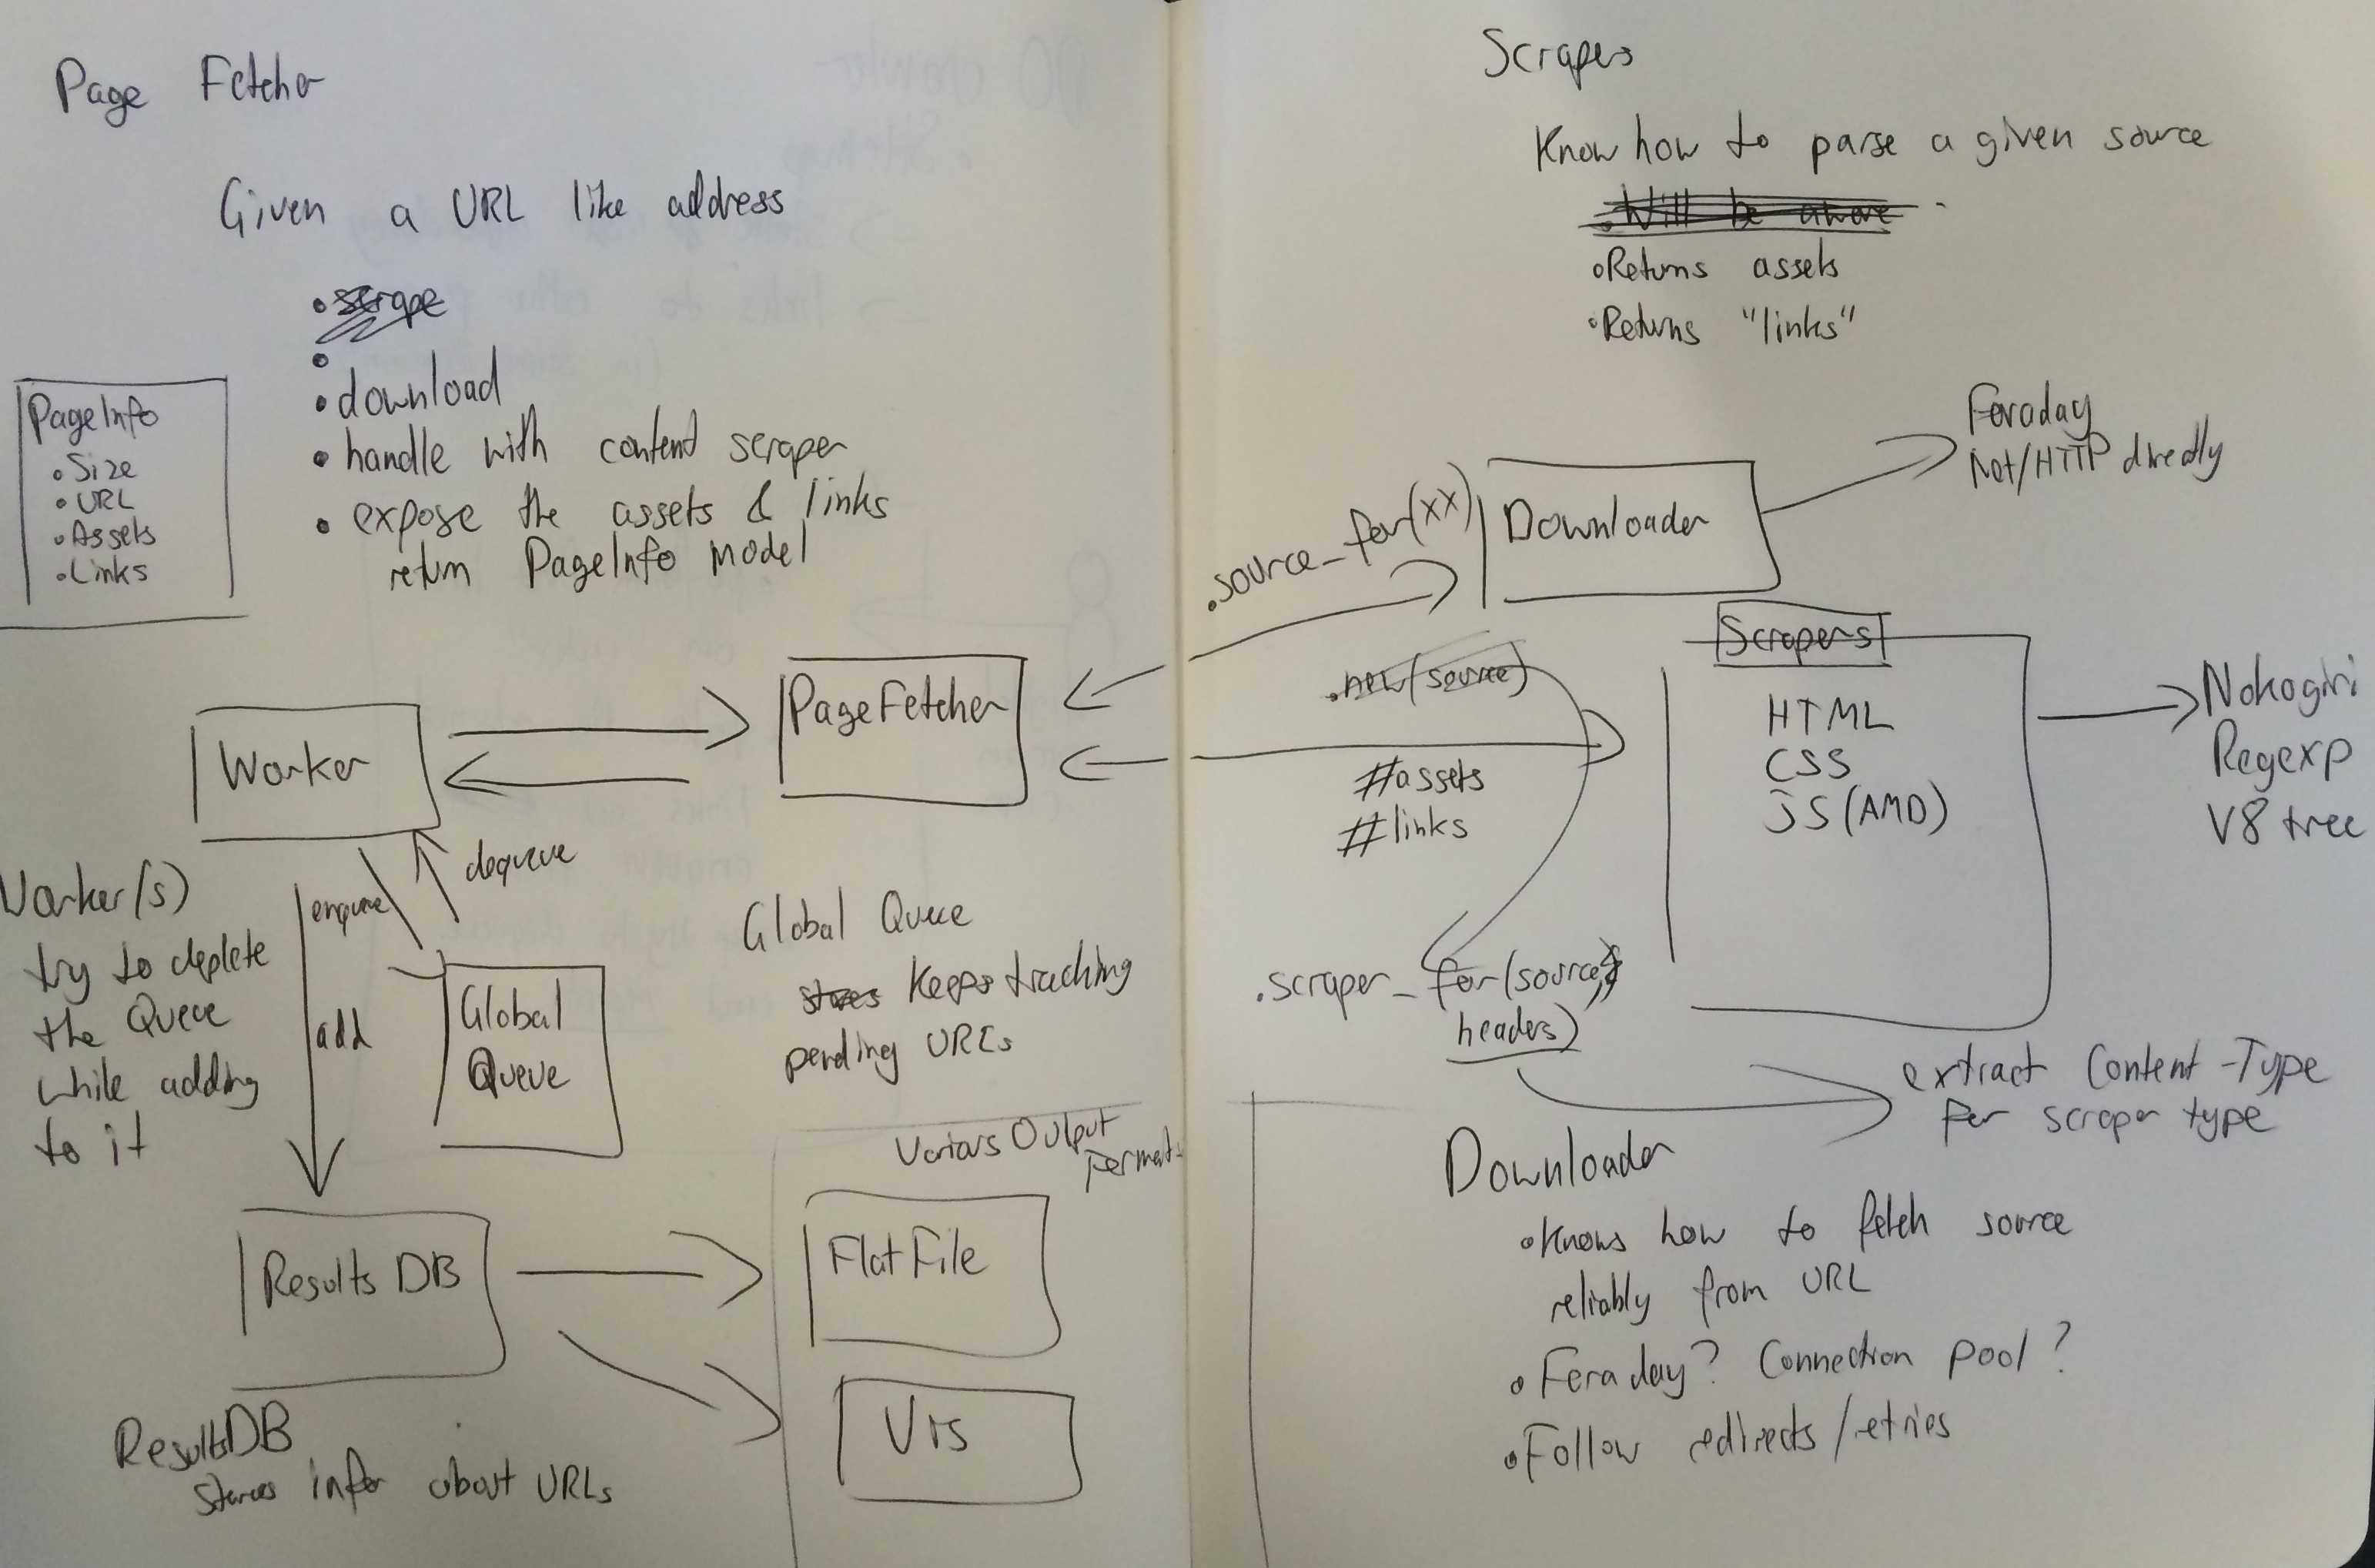 Page Fetcher
Given a URL like address
• scrape
•
• download
• handle with content scraper
• expose the assets & links
return PageInfo model
PageInfo
• Size
• URL
• Assets
• Links
Worker
PageFetcher
dequeue
enqueue
add
Worker(s)
try to deplete
the Queue
while adding
to it
Global
Queue
Global Queue
stores Keeps tracking
pending URLs
Various Output
Formats
Results DB
FlatFile
Vis
ResultsDB
stores info about URLs
Scrapers
Know how to parse a given source
• Will be aware
• Returns assets
• Returns "links"
Faraday
Net/HTTP directly
.source_for(xx)
Downloader
.new(source)
Scrapers
HTML
CSS
JS (AMD)
Nokogiri
Regexp
V8 tree
#assets
#links
.scraper_for(source,
headers)
extract Content-Type
for scraper type
Downloader
• Knows how to fetch source
reliably from URL
• Feraday? Connection pool?
• Follow redirects/retries